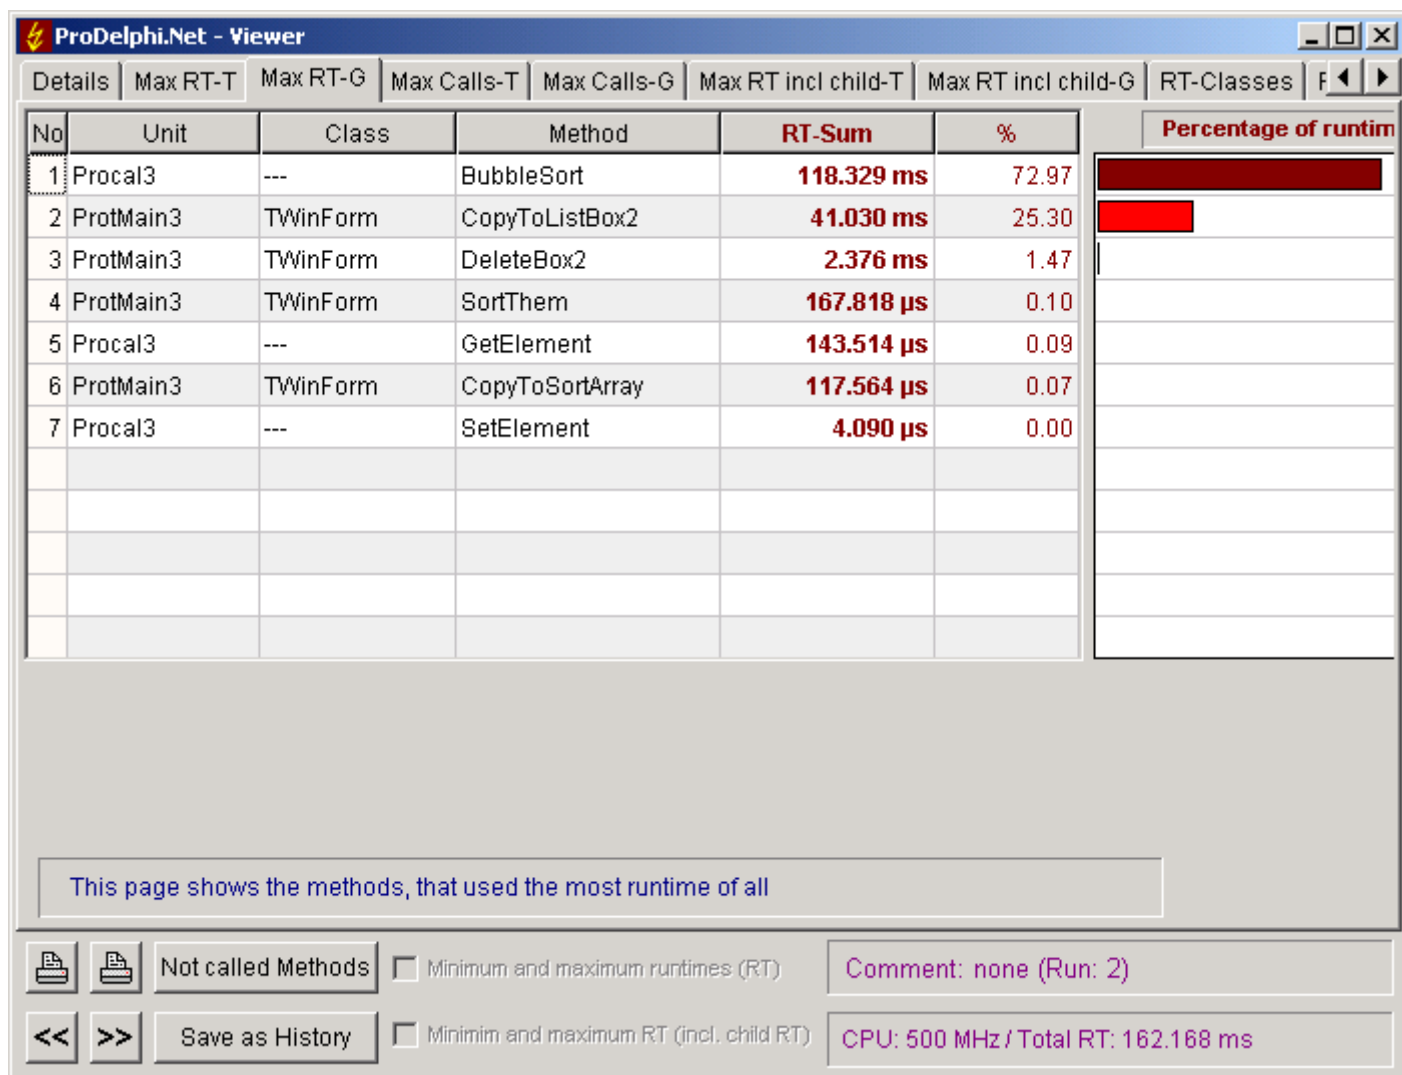 ProDelphi.Net - Viewer
Details Max RT-T Max RT-G Max Calls-T Max Calls-G Max RT incl child-T Max RT incl child-G RT-Classes
No Unit Class Method RT-Sum % Percentage of runtim
1 Procal3 --- BubbleSort 118.329 ms 72.97
2 ProtMain3 TWinForm CopyToListBox2 41.030 ms 25.30
3 ProtMain3 TWinForm DeleteBox2 2.376 ms 1.47
4 ProtMain3 TWinForm SortThem 167.818 µs 0.10
5 Procal3 --- GetElement 143.514 µs 0.09
6 ProtMain3 TWinForm CopyToSortArray 117.564 µs 0.07
7 Procal3 --- SetElement 4.090 µs 0.00
This page shows the methods, that used the most runtime of all
Not called Methods Minimum and maximum runtimes (RT) Comment: none (Run: 2)
<< >> Save as History Minimim and maximum RT (incl. child RT) CPU: 500 MHz / Total RT: 162.168 ms